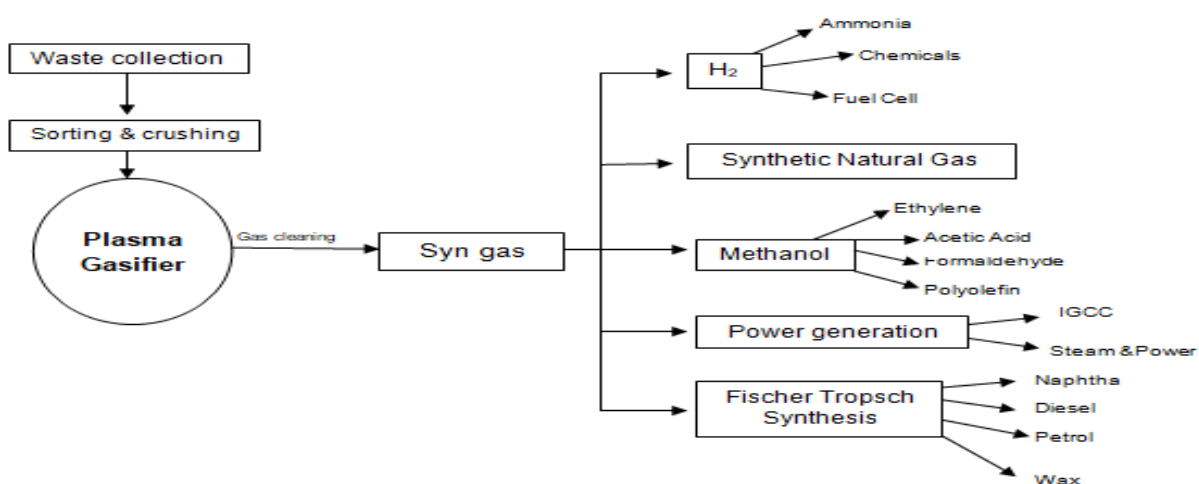 Waste collection
Sorting & crushing
Plasma
Gasifier
Gas cleaning
Syn gas
H₂
Ammonia
Chemicals
Fuel Cell
Synthetic Natural Gas
Methanol
Ethylene
Acetic Acid
Formaldehyde
Polyolefin
Power generation
IGCC
Steam &Power
Fischer Tropsch
Synthesis
Naphtha
Diesel
Petrol
Wax